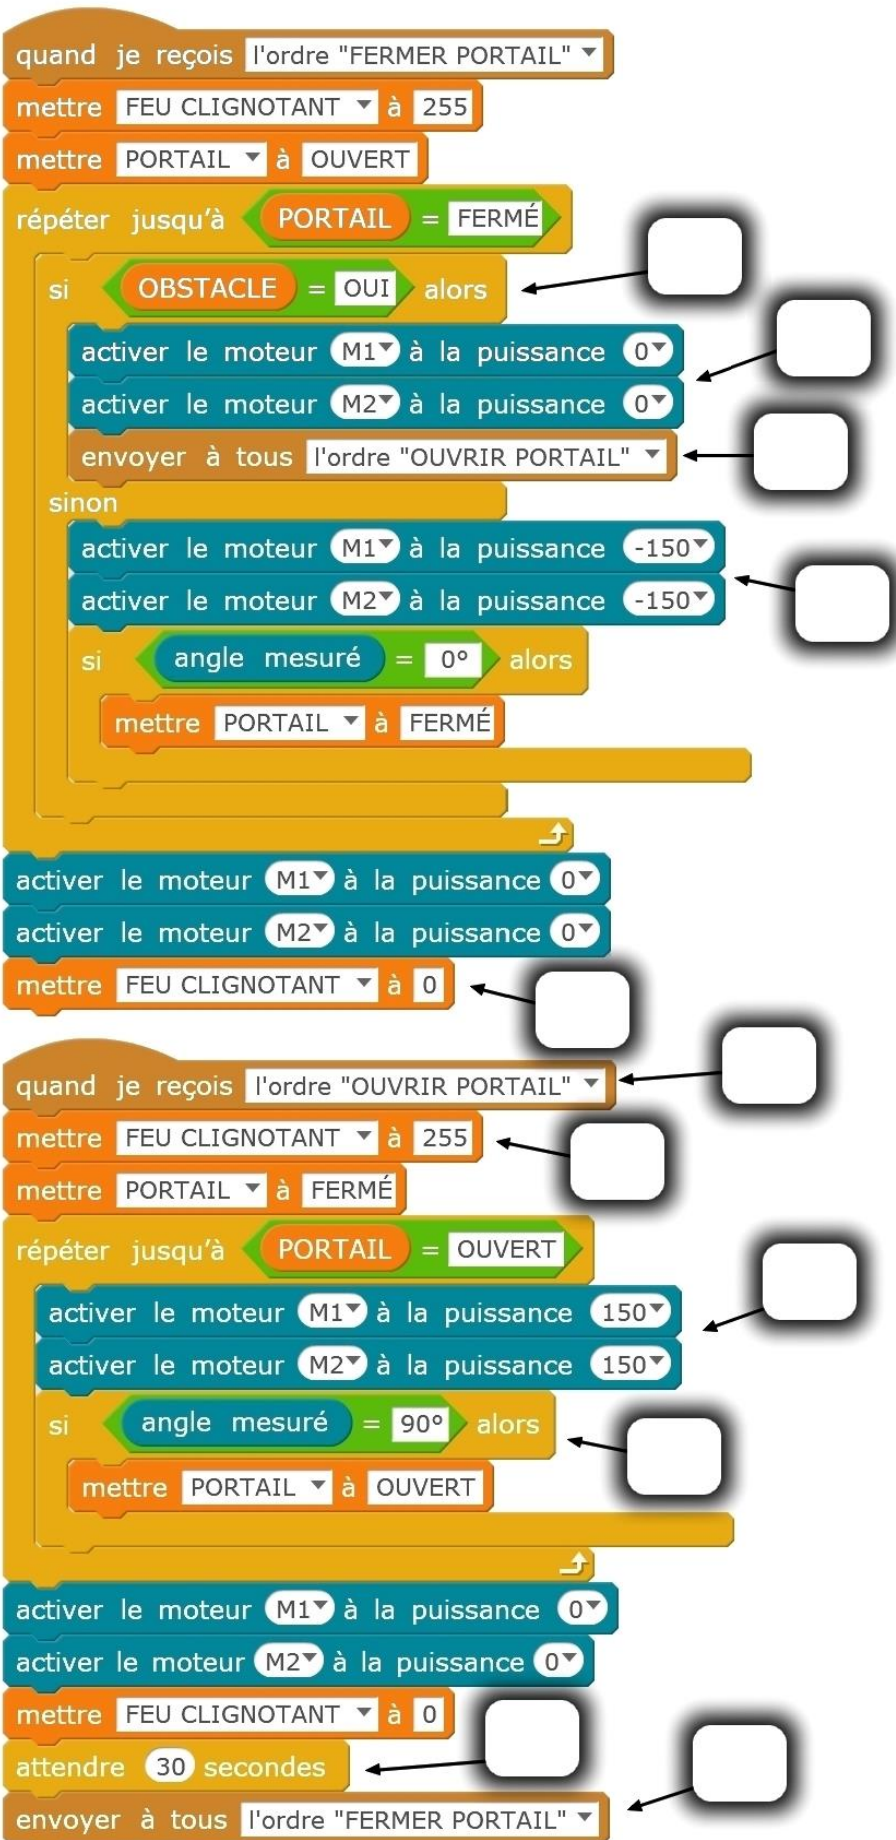 quand je reçois l'ordre "FERMER PORTAIL"
mettre FEU CLIGNOTANT à 255
mettre PORTAIL à OUVERT
répéter jusqu'à PORTAIL = FERMÉ
si OBSTACLE = OUI alors
activer le moteur M1 à la puissance 0
activer le moteur M2 à la puissance 0
envoyer à tous l'ordre "OUVRIR PORTAIL"
sinon
activer le moteur M1 à la puissance -150
activer le moteur M2 à la puissance -150
si angle mesuré = 0° alors
mettre PORTAIL à FERMÉ
activer le moteur M1 à la puissance 0
activer le moteur M2 à la puissance 0
mettre FEU CLIGNOTANT à 0
quand je reçois l'ordre "OUVRIR PORTAIL"
mettre FEU CLIGNOTANT à 255
mettre PORTAIL à FERMÉ
répéter jusqu'à PORTAIL = OUVERT
activer le moteur M1 à la puissance 150
activer le moteur M2 à la puissance 150
si angle mesuré = 90° alors
mettre PORTAIL à OUVERT
activer le moteur M1 à la puissance 0
activer le moteur M2 à la puissance 0
mettre FEU CLIGNOTANT à 0
attendre 30 secondes
envoyer à tous l'ordre "FERMER PORTAIL"